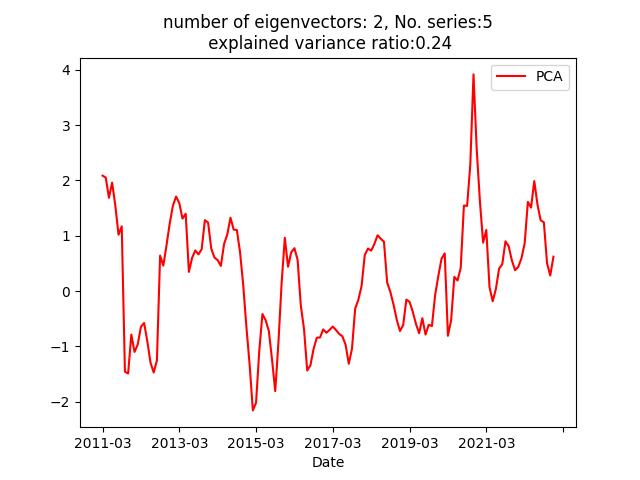 number of eigenvectors: 2, No. series:5
explained variance ratio:0.24
PCA
4
3
2
1
0
−1
−2
2011-03 2013-03 2015-03 2017-03 2019-03 2021-03
Date